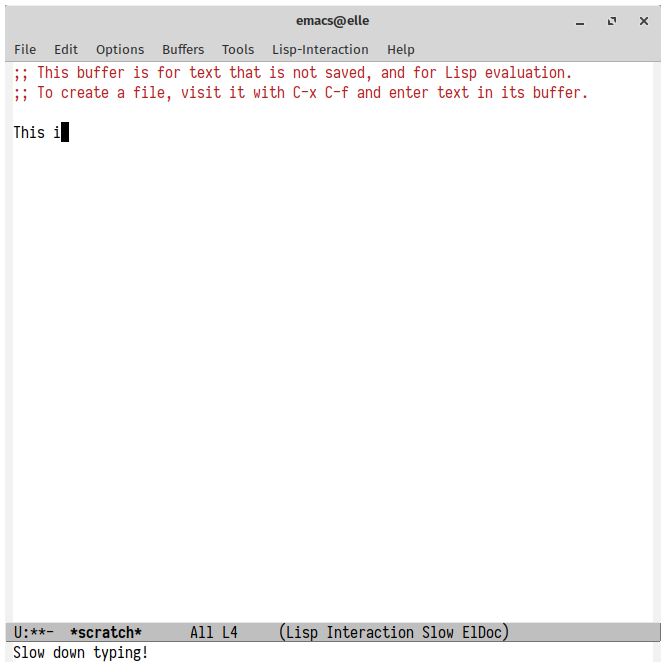 emacs@elle
File Edit Options Buffers Tools Lisp-Interaction Help
;; This buffer is for text that is not saved, and for Lisp evaluation.
;; To create a file, visit it with C-x C-f and enter text in its buffer.
This i
U:**- *scratch* All L4 (Lisp Interaction Slow ElDoc)
Slow down typing!